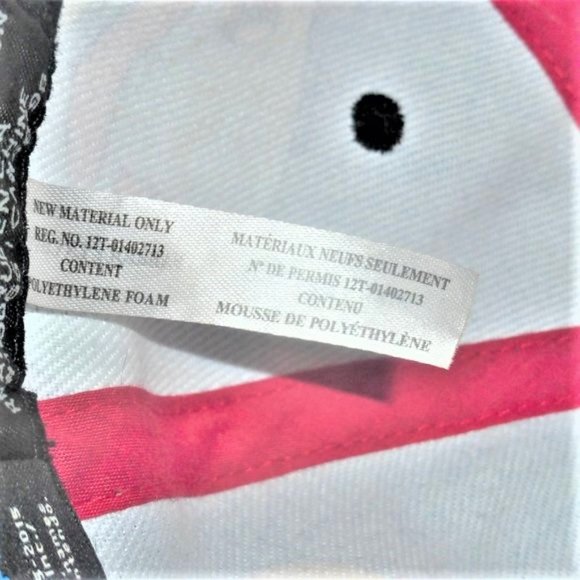 NEW MATERIAL ONLY
REG. NO. 12T-01402713
CONTENT
POLYETHYLENE FOAM
MATÉRIAUX NEUFS SEULEMENT
Nº DE PERMIS 12T-01402713
CONTENU
MOUSSE DE POLYÉTHYLÈNE